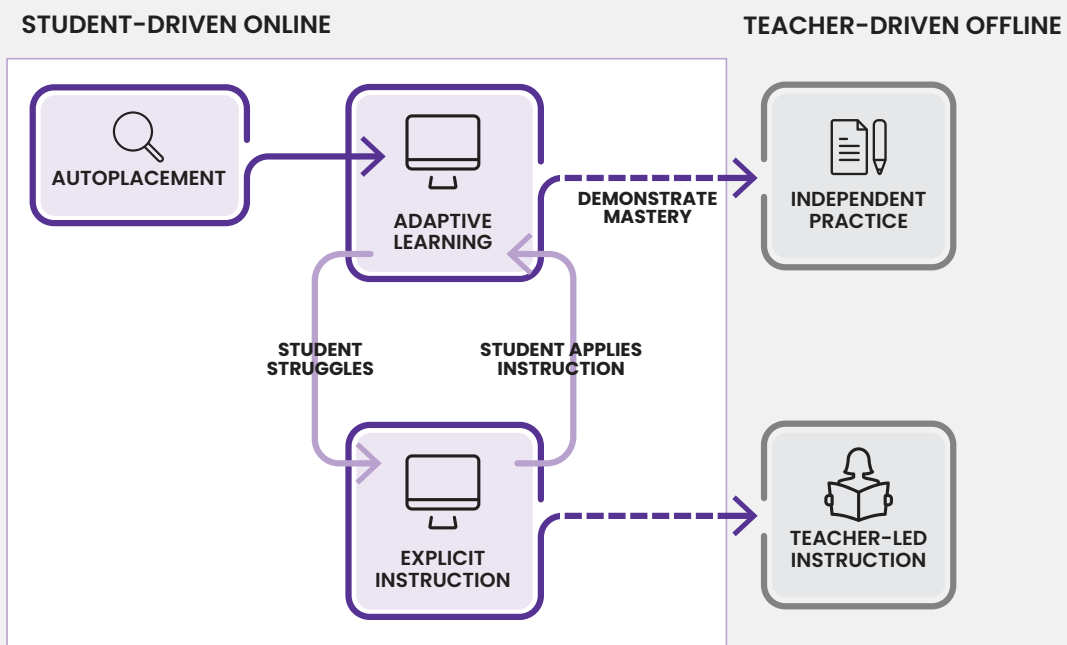 STUDENT-DRIVEN ONLINE
TEACHER-DRIVEN OFFLINE
AUTOPLACEMENT
ADAPTIVE
LEARNING
DEMONSTRATE
MASTERY
INDEPENDENT
PRACTICE
STUDENT
STRUGGLES
STUDENT APPLIES
INSTRUCTION
EXPLICIT
INSTRUCTION
TEACHER-LED
INSTRUCTION